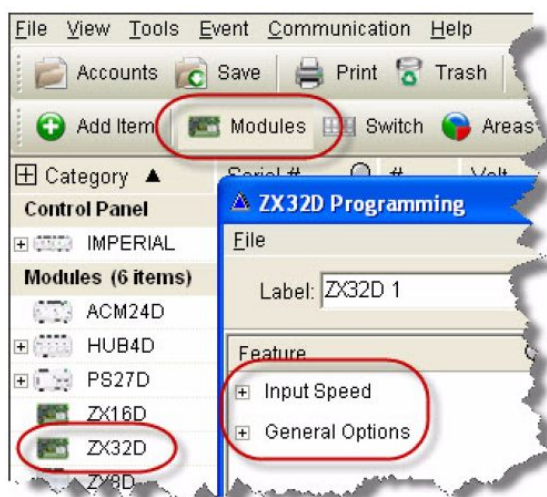 File View Tools Event Communication Help
Accounts Save Print Trash
Add Item Modules Switch Areas
Category Serial # # Volt
Control Panel
IMPERIAL
Modules (6 items)
ACM24D
HUB4D
PS27D
ZX16D
ZX32D
ZX8D
ZX32D Programming
File
Label: ZX32D 1
Feature
Input Speed
General Options